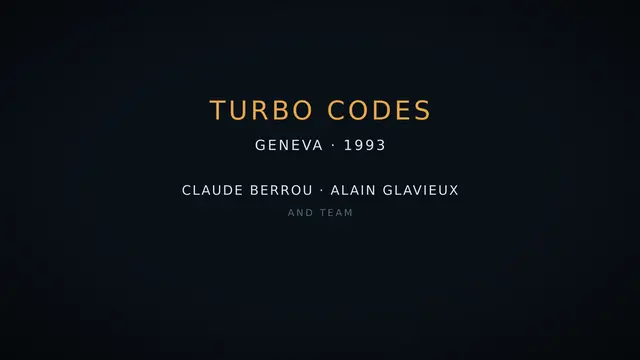 TURBO CODES
GENEVA · 1993
CLAUDE BERROU · ALAIN GLAVIEUX
AND TEAM